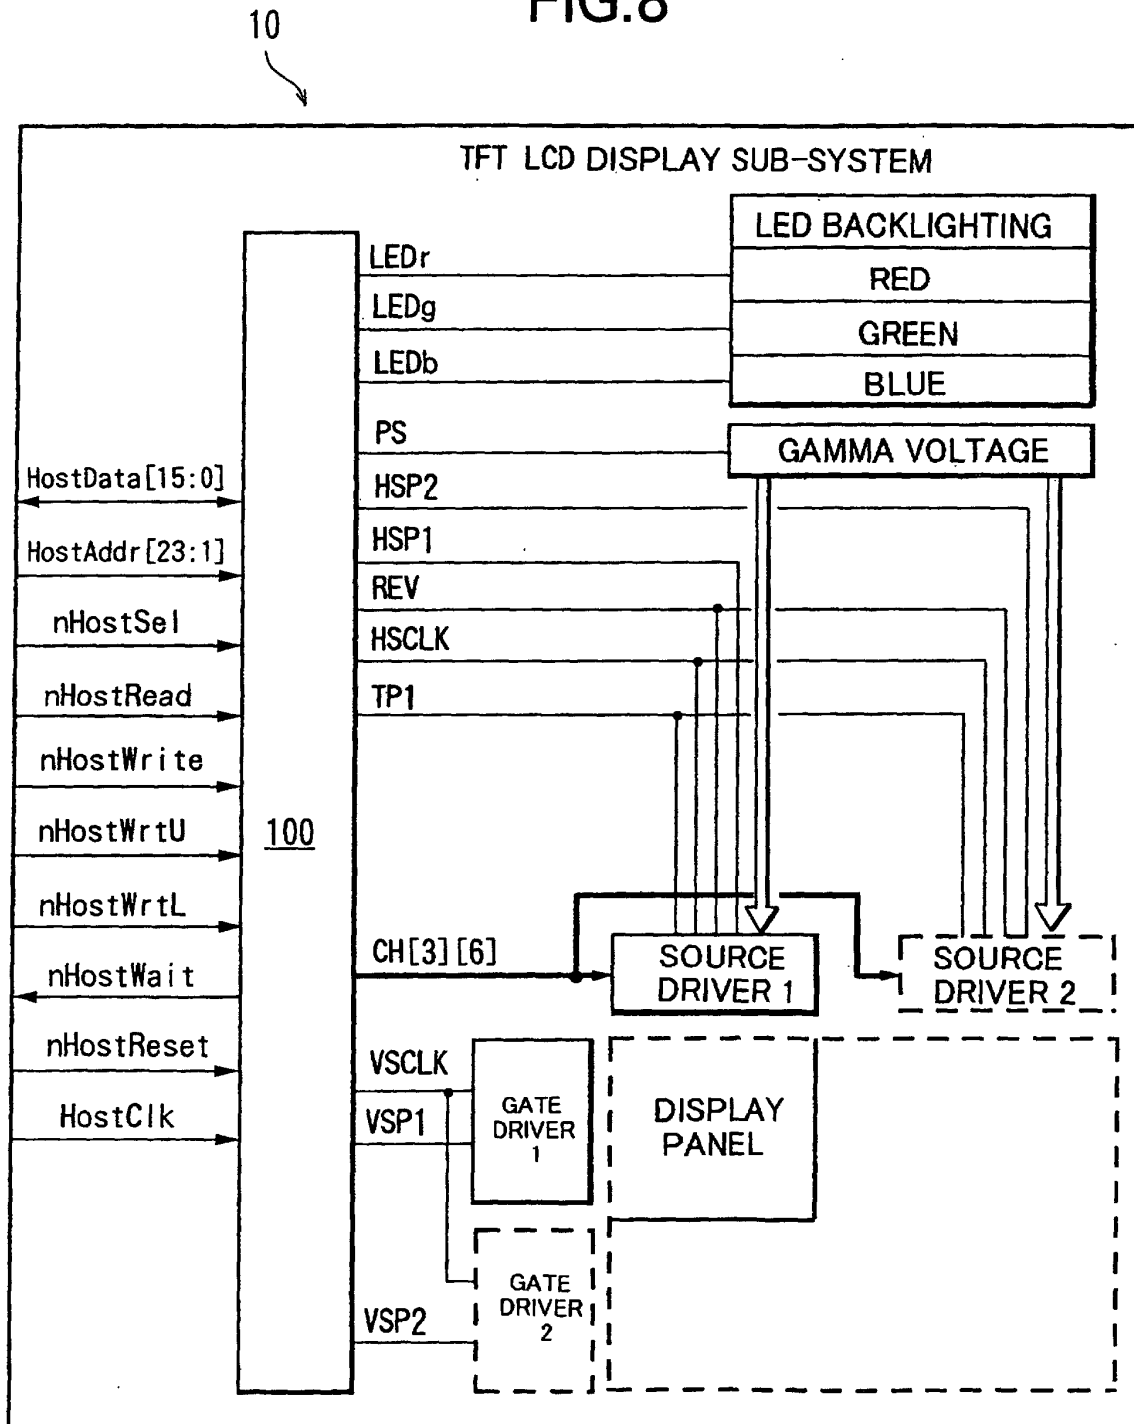 FIG.8
10
TFT LCD DISPLAY SUB-SYSTEM
LED BACKLIGHTING
RED
GREEN
BLUE
LEDr
LEDg
LEDb
PS
GAMMA VOLTAGE
HSP2
HSP1
REV
HSCLK
TP1
HostData[15:0]
HostAddr[23:1]
nHostSel
nHostRead
nHostWrite
nHostWrtU
nHostWrtL
nHostWait
nHostReset
HostClk
100
CH[3][6]
SOURCE
DRIVER 1
SOURCE
DRIVER 2
VSCLK
VSP1
GATE
DRIVER
1
DISPLAY
PANEL
GATE
DRIVER
2
VSP2